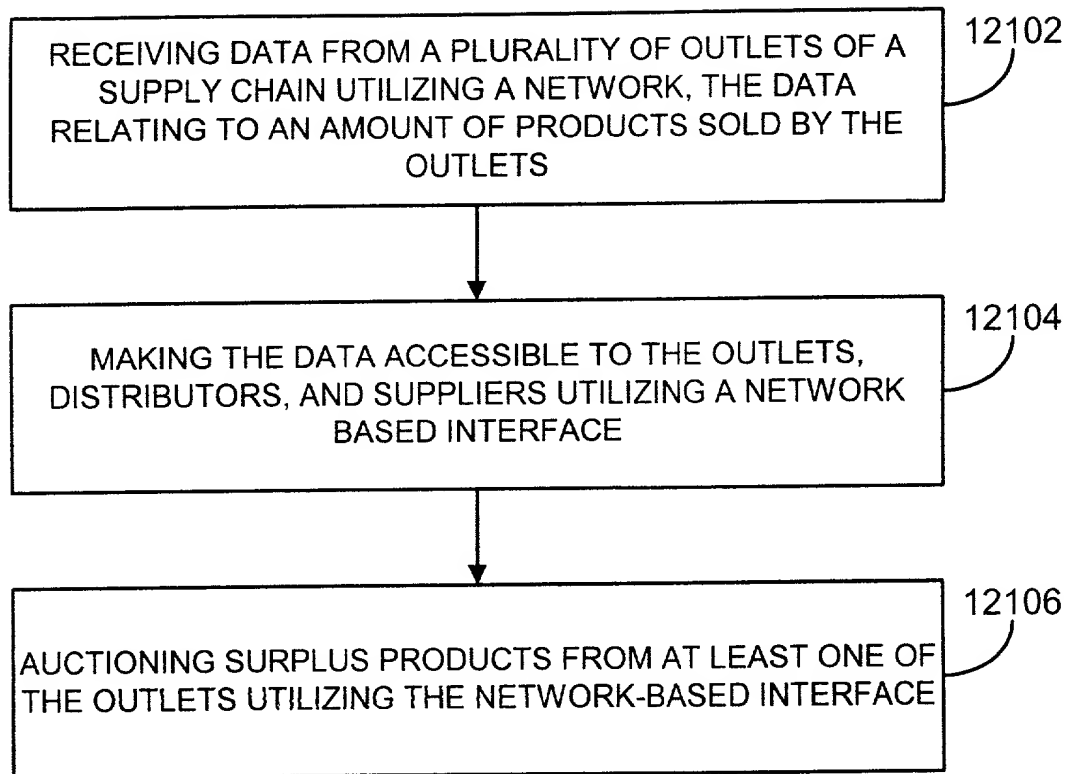 RECEIVING DATA FROM A PLURALITY OF OUTLETS OF A
SUPPLY CHAIN UTILIZING A NETWORK, THE DATA
RELATING TO AN AMOUNT OF PRODUCTS SOLD BY THE
OUTLETS
12102
MAKING THE DATA ACCESSIBLE TO THE OUTLETS,
DISTRIBUTORS, AND SUPPLIERS UTILIZING A NETWORK
BASED INTERFACE
12104
AUCTIONING SURPLUS PRODUCTS FROM AT LEAST ONE OF
THE OUTLETS UTILIZING THE NETWORK-BASED INTERFACE
12106